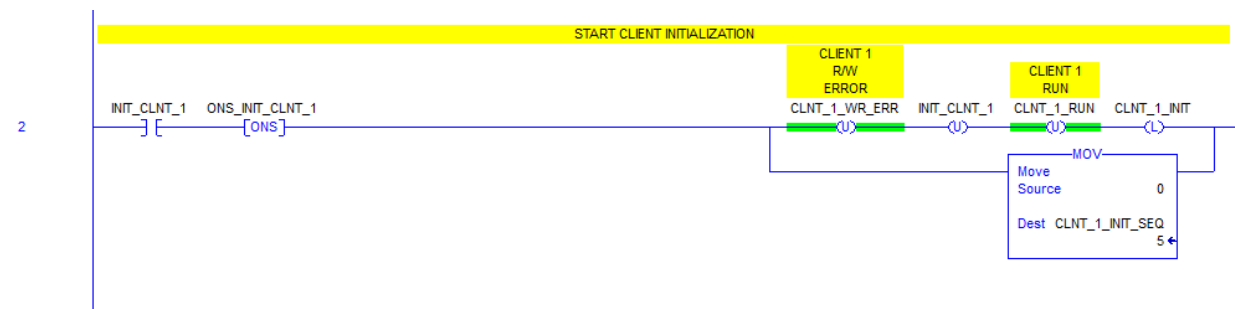 START CLIENT INITIALIZATION
CLIENT 1
R/W
ERROR
CLIENT 1
RUN
INIT_CLNT_1 ONS_INIT_CLNT_1 CLNT_1_WR_ERR INIT_CLNT_1 CLNT_1_RUN CLNT_1_INIT
2 ONS U U U L
MOV
Move
Source 0
Dest CLNT_1_INIT_SEQ
5